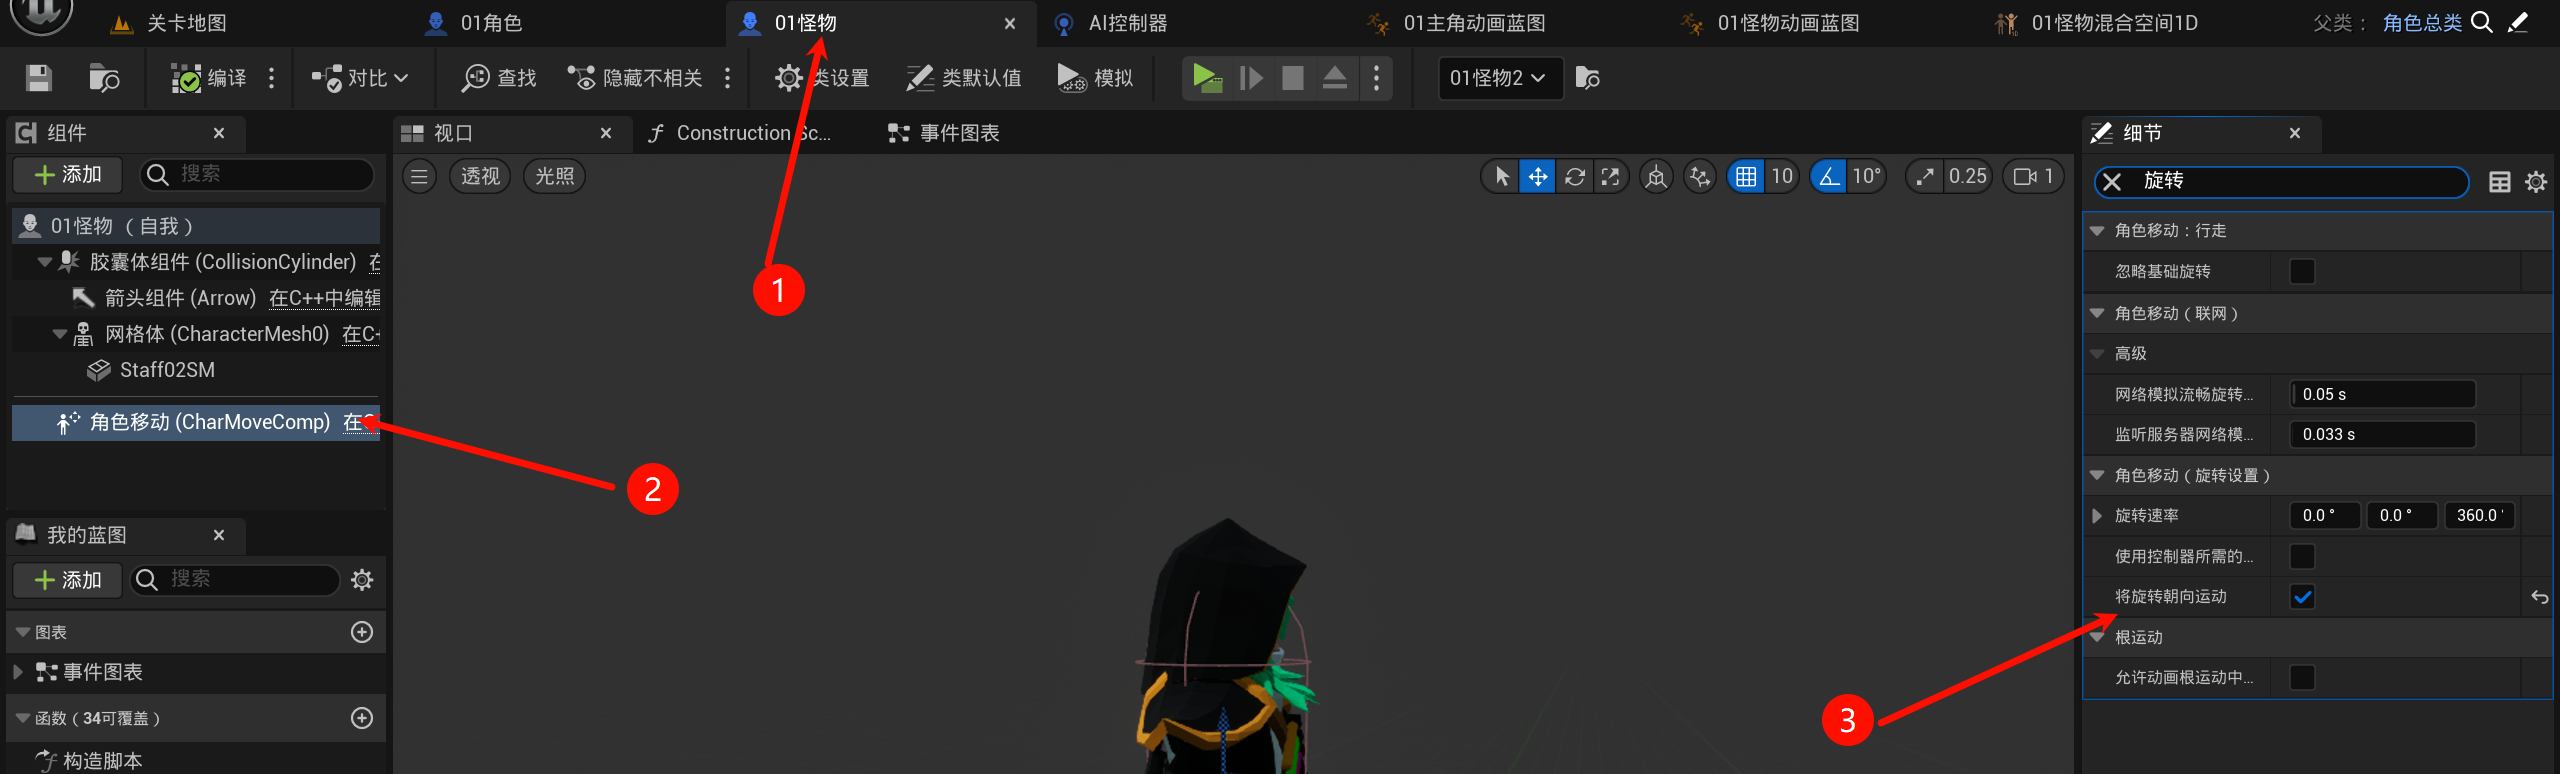 关卡地图
01角色
01怪物
AI控制器
01主角动画蓝图
01怪物动画蓝图
01怪物混合空间1D
父类：
角色总类
编译
对比
查找
隐藏不相关
类设置
类默认值
模拟
01怪物2
组件
视口
Construction Sc...
事件图表
细节
添加
搜索
透视
光照
10
10°
0.25
1
旋转
01怪物（自我）
胶囊体组件 (CollisionCylinder) 在
箭头组件 (Arrow) 在C++中编辑
网格体 (CharacterMesh0) 在C+
Staff02SM
角色移动 (CharMoveComp) 在C
1
2
3
我的蓝图
添加
搜索
图表
事件图表
函数（34可覆盖）
构造脚本
角色移动：行走
忽略基础旋转
角色移动（联网）
高级
网络模拟流畅旋转...
0.05 s
监听服务器网络模...
0.033 s
角色移动（旋转设置）
旋转速率
0.0 °
0.0 °
360.0 °
使用控制器所需的...
将旋转朝向运动
根运动
允许动画根运动中...